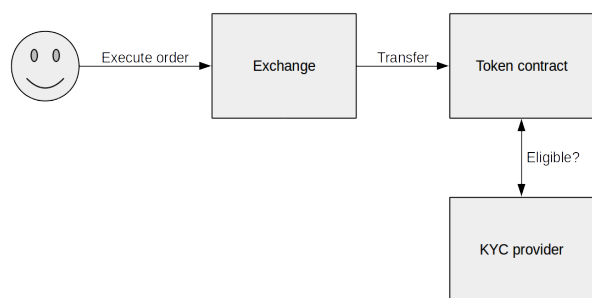 Execute order
Exchange
Transfer
Token contract
Eligible?
KYC provider